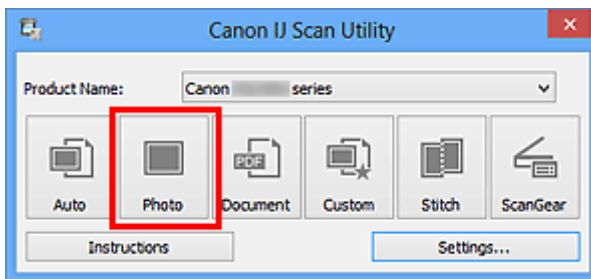 Canon IJ Scan Utility
Product Name: Canon series
PDF
Auto Photo Document Custom Stitch ScanGear
Instructions Settings...